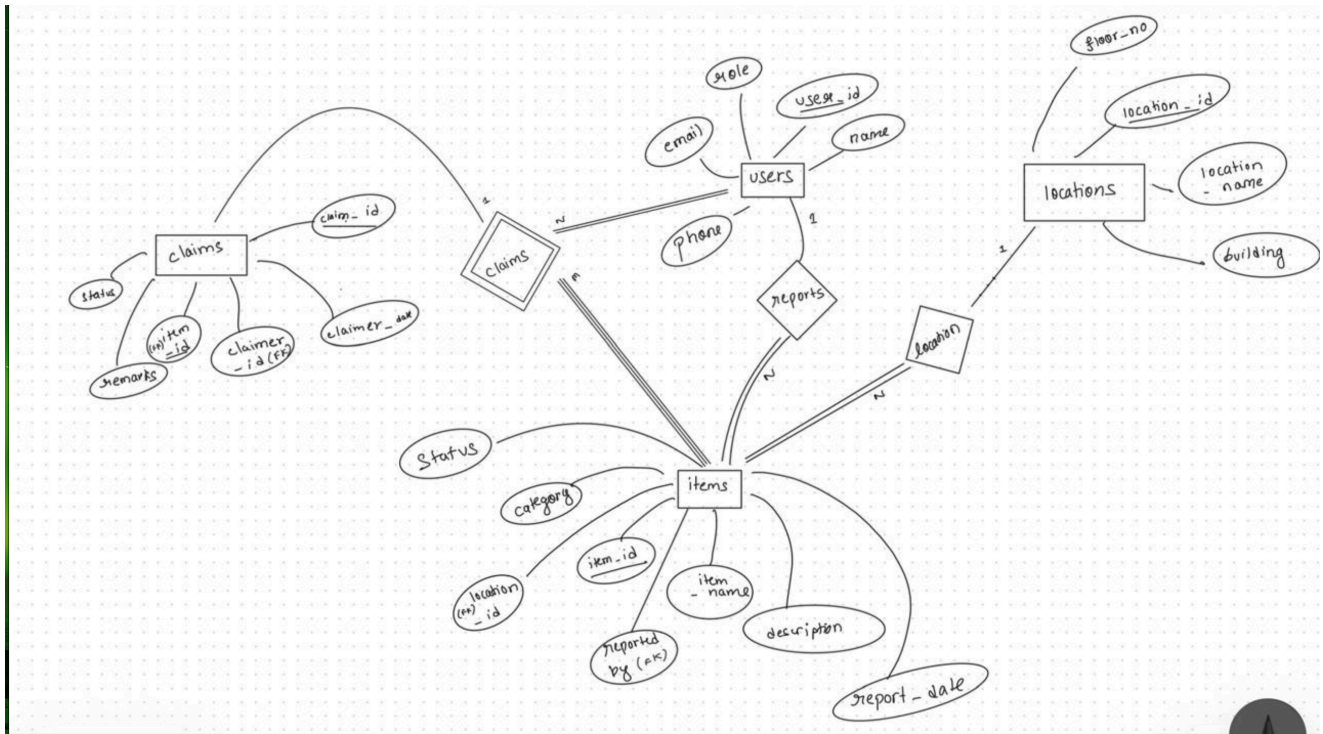 floor_no
role
user_id
location_id
email
name
users
location
_ name
locations
claim_id
phone
1
1
N
claims
claims
building
1
reports
status
(FK) item
_id
claimer
_id (FK)
claimer_date
location
remarks
N
N
Status
items
category
item_id
item
_ name
(FK) location
_id
description
reported
by (FK)
report_date